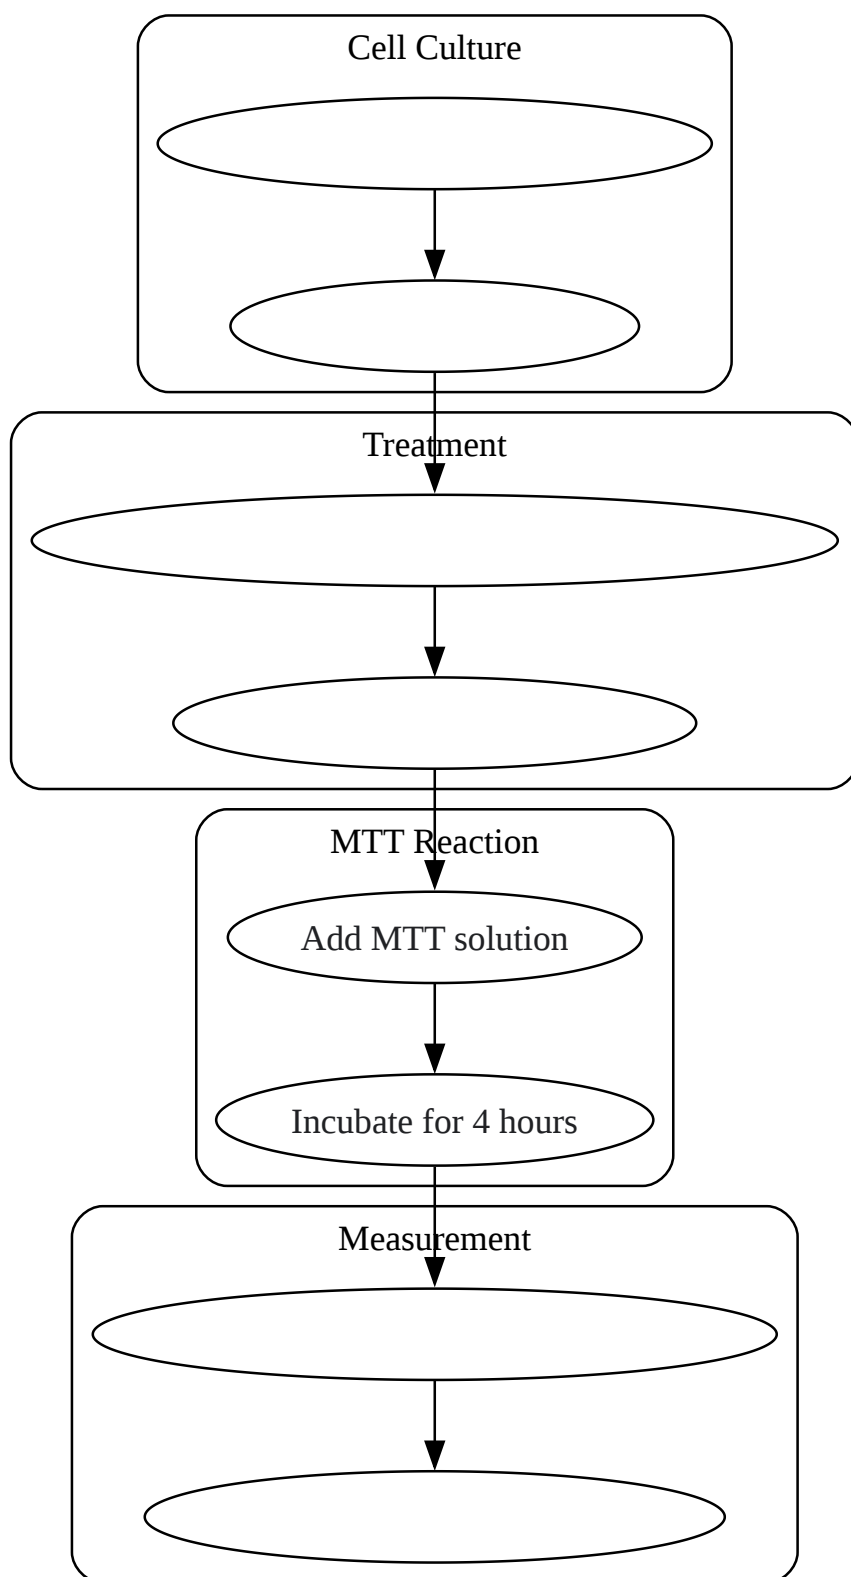 Cell Culture
Treatment
MTT Reaction
Add MTT solution
Incubate for 4 hours
Measurement